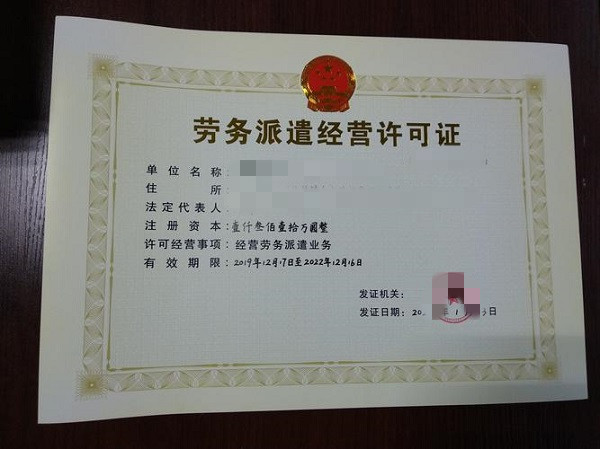 劳务派遣经营许可证
单位名称：
住所
法定代表人
注册资本：壹仟叁佰壹拾万圆整
许可经营事项：经营劳务派遣业务
有效期限：2019年12月17日至2022年12月16日
发证机关：
发证日期：20 年1 日